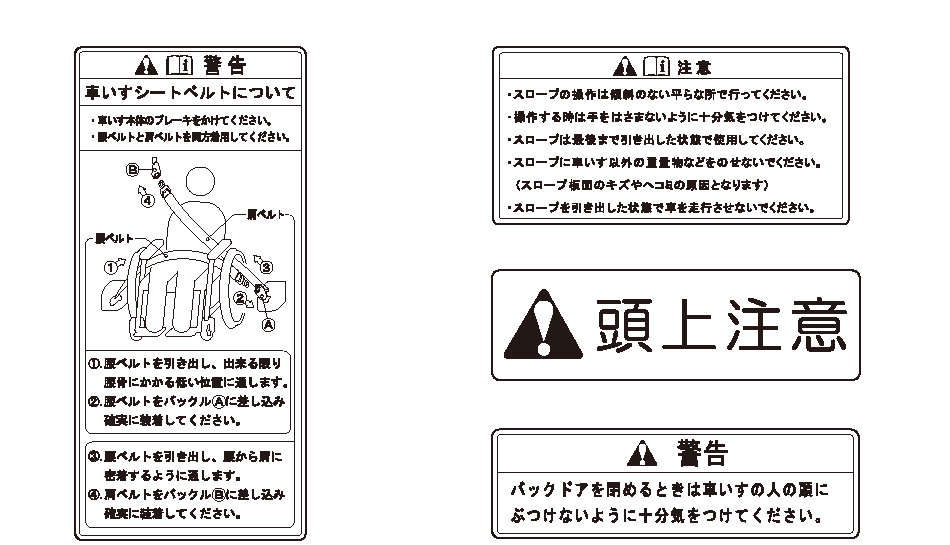 警告
車いすシートベルトについて
・車いす本体のブレーキをかけてください。
・腰ベルトと肩ベルトを両方着用してください。
B
4
肩ベルト
腰ベルト
1
3
2
A
①.腰ベルトを引き出し、出来る限り
腰骨にかかる低い位置に通します。
②.腰ベルトをバックルⒶに差し込み
確実に装着してください。
③.腰ベルトを引き出し、腰から肩に
密着するように通します。
④.肩ベルトをバックルⒷに差し込み
確実に装着してください。
注意
・スロープの操作は傾斜のない平らな所で行ってください。
・操作する時は手をはさまないように十分気をつけてください。
・スロープは最後まで引き出した状態で使用してください。
・スロープに車いす以外の重量物などをのせないでください。
(スロープ板面のキズやヘコミの原因となります)
・スロープを引き出した状態で車を走行させないでください。
頭上注意
警告
バックドアを閉めるときは車いすの人の頭に
ぶつけないように十分気をつけてください。